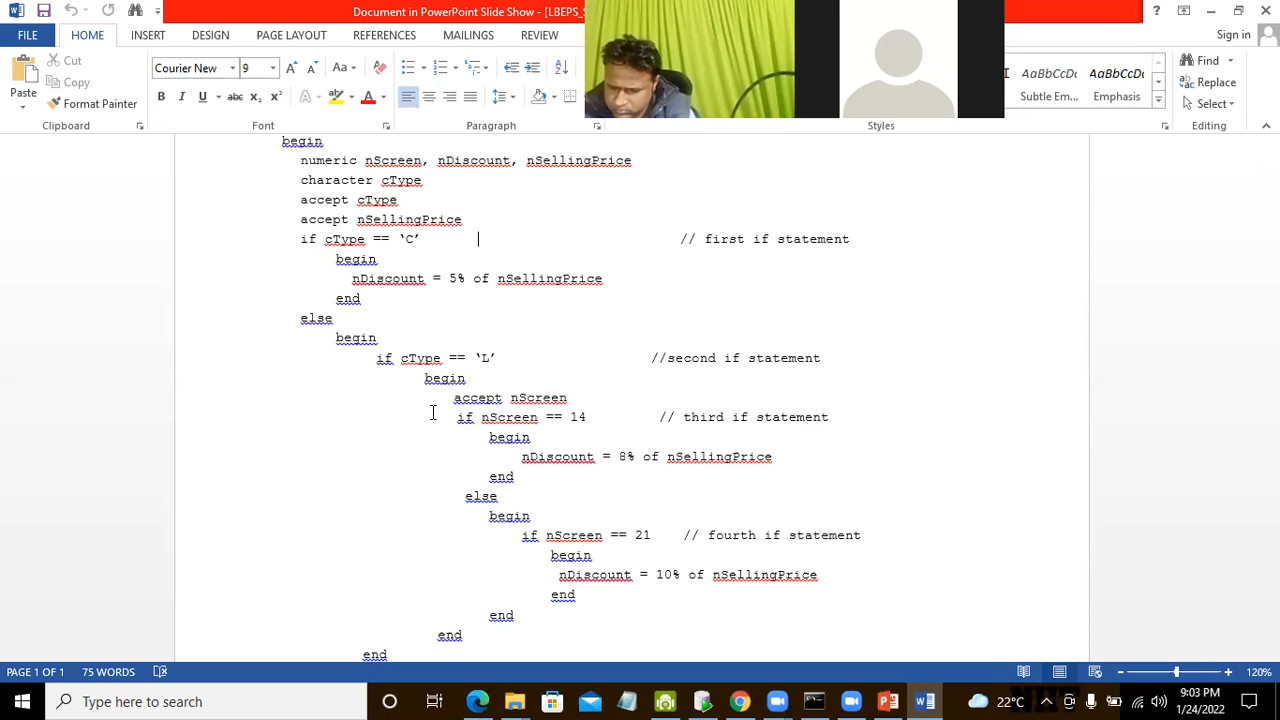 Document in PowerPoint Slide Show - [LBEPS_S
Sign in
FILE HOME INSERT DESIGN PAGE LAYOUT REFERENCES MAILINGS REVIEW
Cut
Copy
Format Painter
Paste
Clipboard
Courier New 9
Font
Paragraph
AaBbCcDc AaBbCcDc
Subtle Em... Emphasis
Styles
Find
Replace
Select
Editing
begin
numeric nScreen, nDiscount, nSellingPrice
character cType
accept cType
accept nSellingPrice
if cType == ‘C’ // first if statement
begin
nDiscount = 5% of nSellingPrice
end
else
begin
if cType == ‘L’ //second if statement
begin
accept nScreen
if nScreen == 14 // third if statement
begin
nDiscount = 8% of nSellingPrice
end
else
begin
if nScreen == 21 // fourth if statement
begin
nDiscount = 10% of nSellingPrice
end
end
end
end
PAGE 1 OF 1 75 WORDS 120%
Type here to search
22°C
9:03 PM
1/24/2022